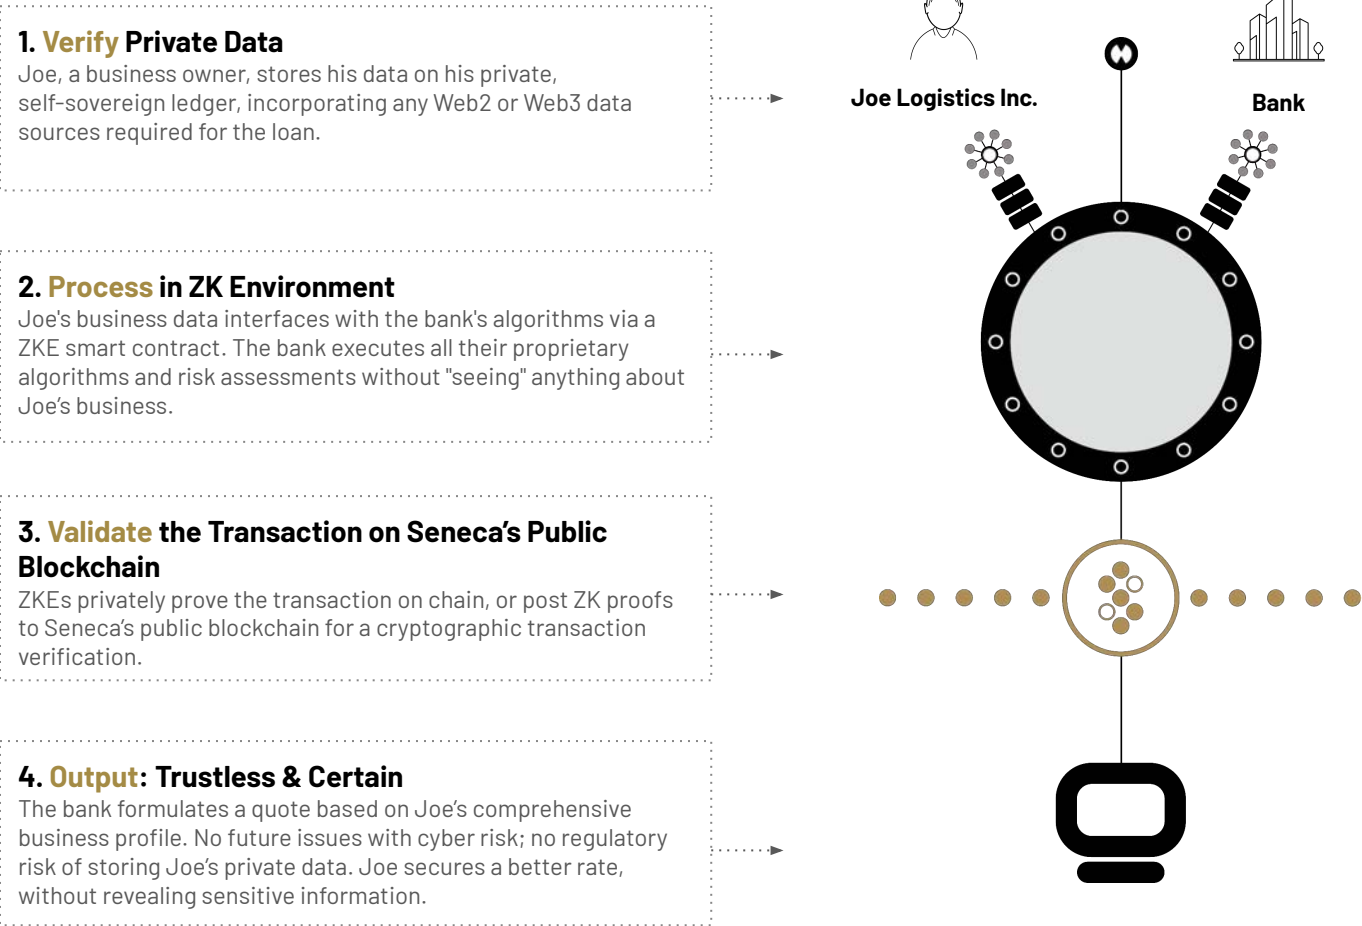 1. Verify Private Data
Joe, a business owner, stores his data on his private,
self-sovereign ledger, incorporating any Web2 or Web3 data
sources required for the loan.
2. Process in ZK Environment
Joe's business data interfaces with the bank's algorithms via a
ZKE smart contract. The bank executes all their proprietary
algorithms and risk assessments without "seeing" anything about
Joe’s business.
3. Validate the Transaction on Seneca’s Public
Blockchain
ZKEs privately prove the transaction on chain, or post ZK proofs
to Seneca’s public blockchain for a cryptographic transaction
verification.
4. Output: Trustless & Certain
The bank formulates a quote based on Joe’s comprehensive
business profile. No future issues with cyber risk; no regulatory
risk of storing Joe’s private data. Joe secures a better rate,
without revealing sensitive information.
Joe Logistics Inc.
Bank